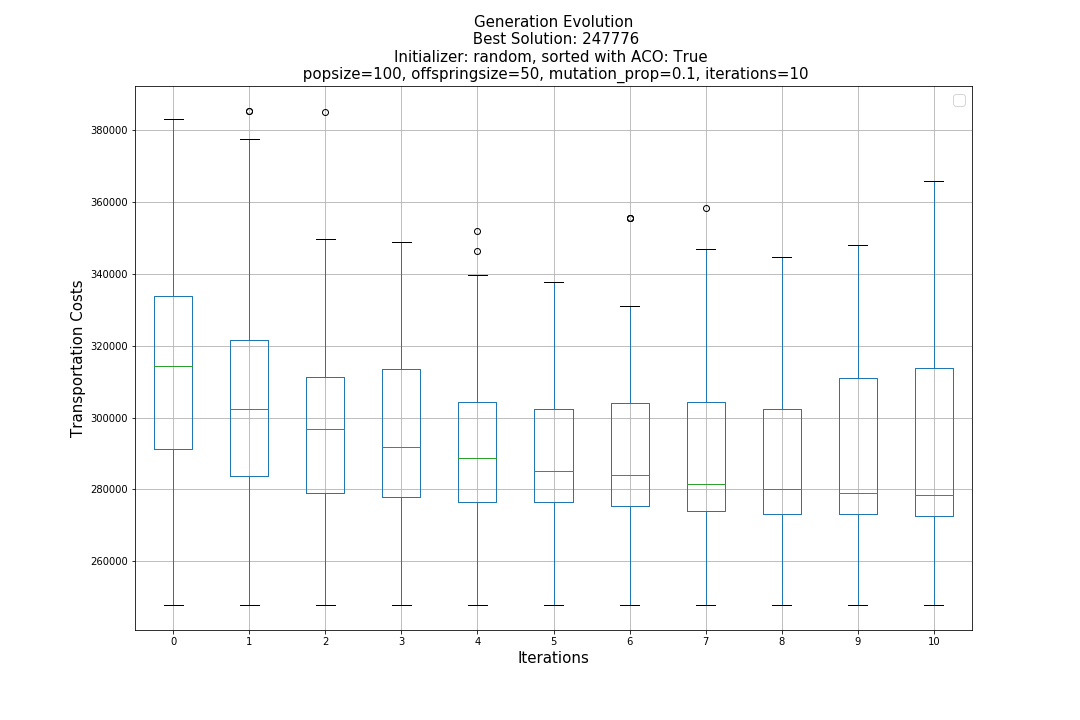 Generation Evolution
Best Solution: 247776
Initializer: random, sorted with ACO: True
popsize=100, offspringsize=50, mutation_prop=0.1, iterations=10
Transportation Costs
380000
360000
340000
320000
300000
280000
260000
0 1 2 3 4 5 6 7 8 9 10
Iterations